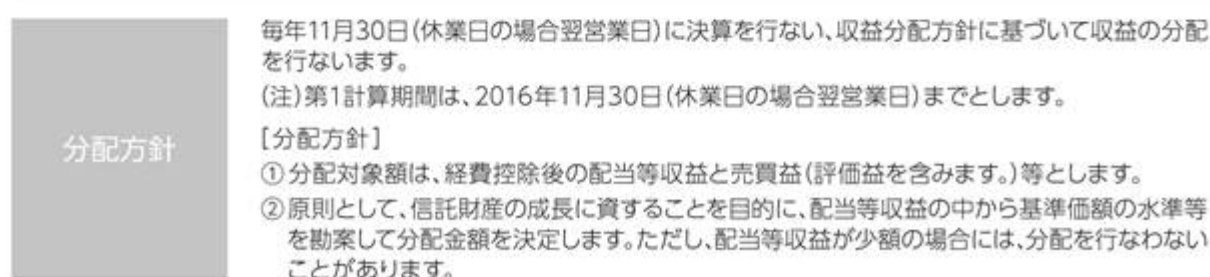 分配方針
毎年11月30日(休業日の場合翌営業日)に決算を行ない、収益分配方針に基づいて収益の分配
を行ないます。
(注)第1計算期間は、2016年11月30日(休業日の場合翌営業日)までとします。
[分配方針]
①分配対象額は、経費控除後の配当等収益と売買益(評価益を含みます。)等とします。
②原則として、信託財産の成長に資することを目的に、配当等収益の中から基準価額の水準等
を勘案して分配金額を決定します。ただし、配当等収益が少額の場合には、分配を行なわない
ことがあります。